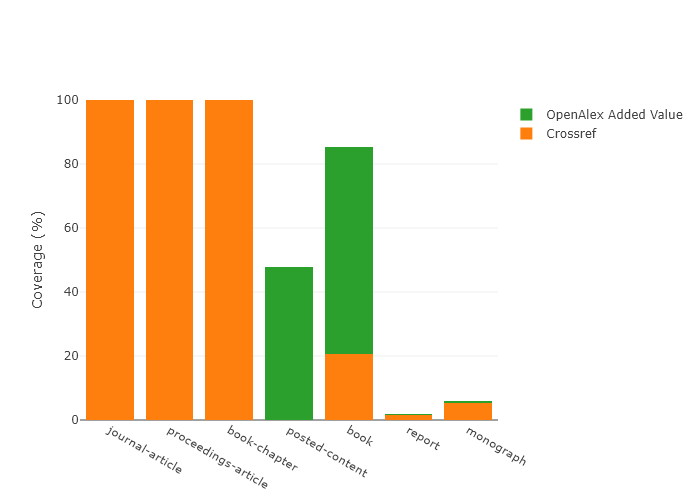 OpenAlex Added Value
Crossref
Coverage (%)
100
80
60
40
20
0
journal-article
proceedings-article
book-chapter
posted-content
book
report
monograph